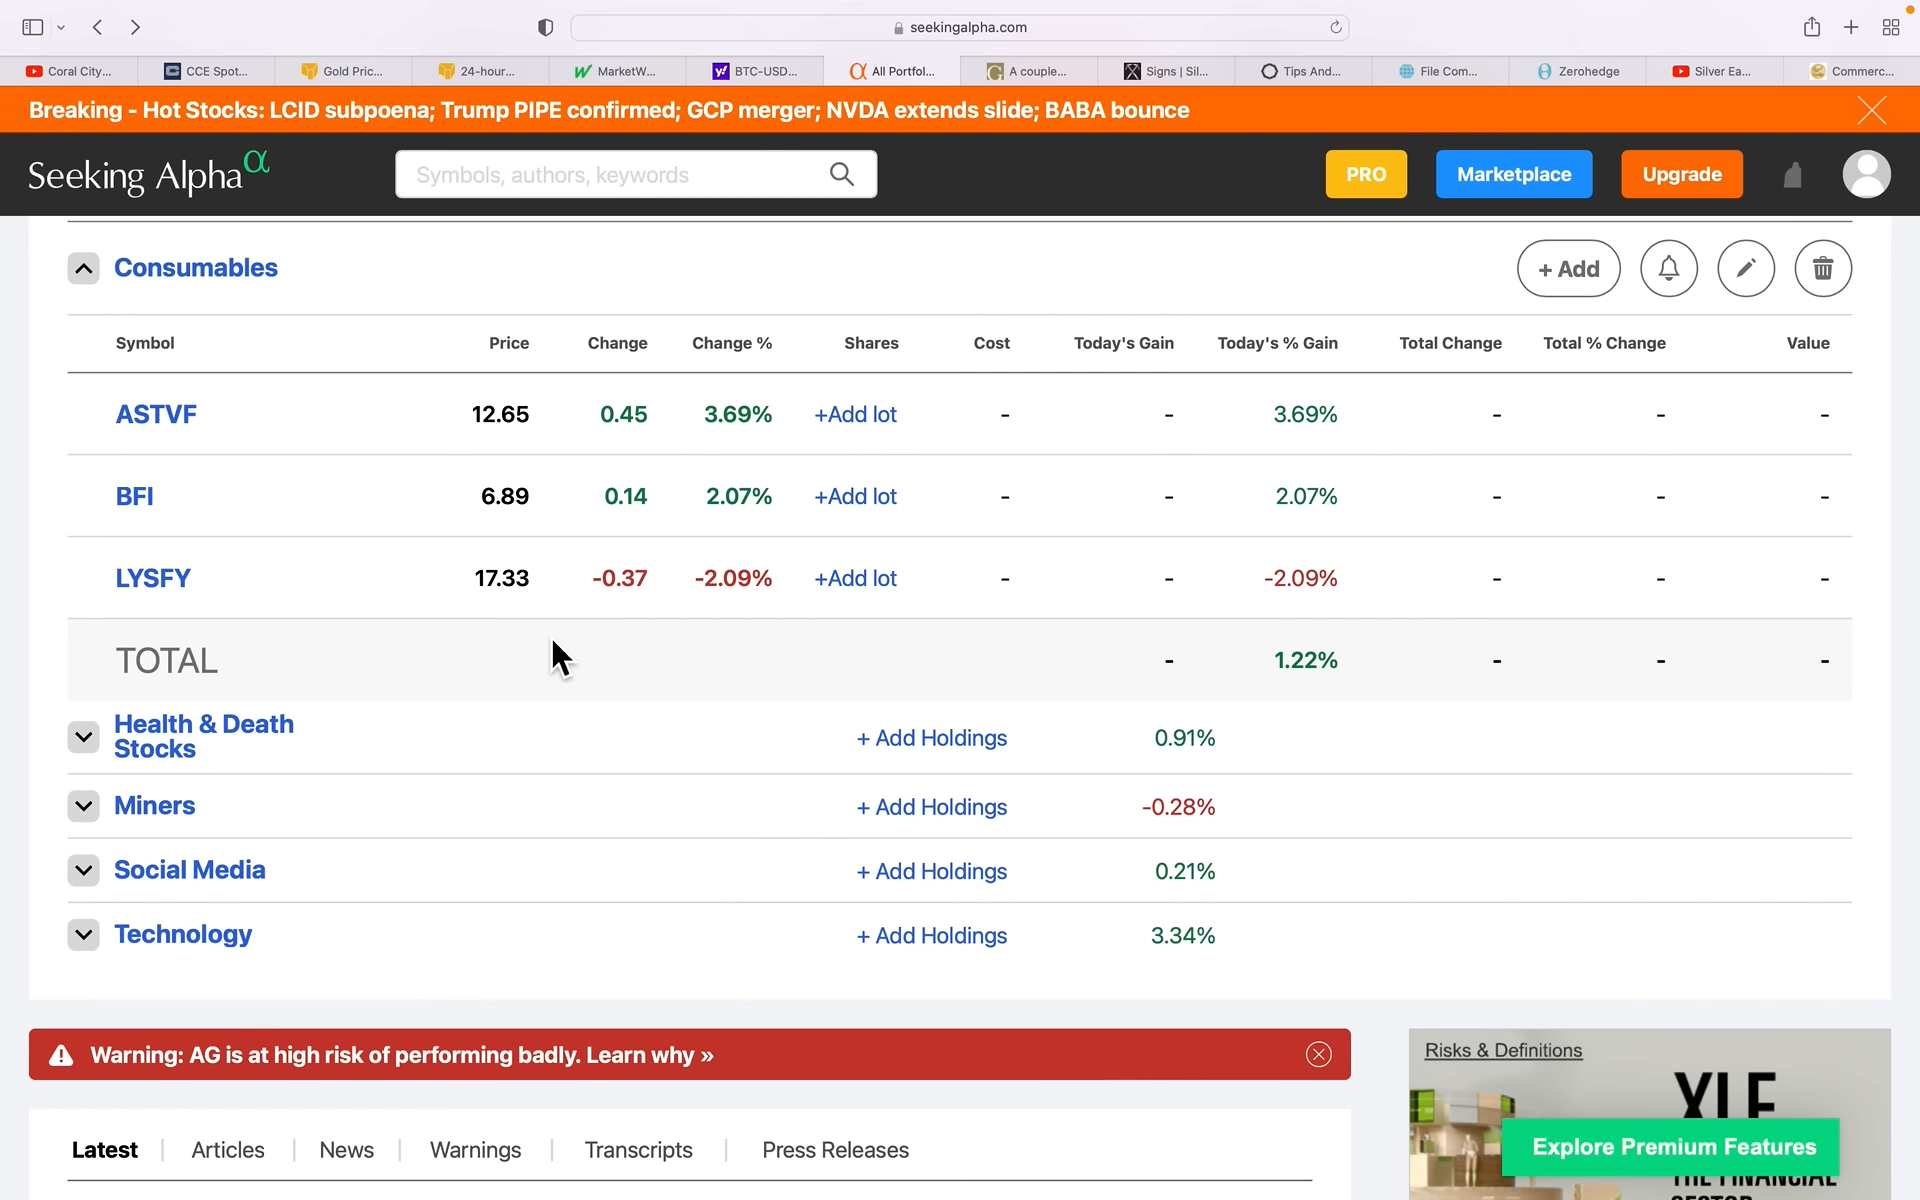 seekingalpha.com
Coral City...
CCE Spot...
Gold Pric...
24-hour...
MarketW...
BTC-USD...
All Portfol...
A couple...
Signs | Sil...
Tips And...
File Com...
Zerohedge
Silver Ea...
Commerc...
Breaking - Hot Stocks: LCID subpoena; Trump PIPE confirmed; GCP merger; NVDA extends slide; BABA bounce
Seeking Alpha α
Symbols, authors, keywords
PRO
Marketplace
Upgrade
Consumables
+ Add
Symbol Price Change Change % Shares Cost Today's Gain Today's % Gain Total Change Total % Change Value
ASTVF 12.65 0.45 3.69% +Add lot - - 3.69% - - -
BFI 6.89 0.14 2.07% +Add lot - - 2.07% - - -
LYSFY 17.33 -0.37 -2.09% +Add lot - - -2.09% - - -
TOTAL - 1.22% - - -
Health & Death
Stocks
+ Add Holdings 0.91%
Miners + Add Holdings -0.28%
Social Media + Add Holdings 0.21%
Technology + Add Holdings 3.34%
Warning: AG is at high risk of performing badly. Learn why »
Risks & Definitions
XLF
Explore Premium Features
THE FINANCIAL
SECTOR
Latest | Articles | News | Warnings | Transcripts | Press Releases